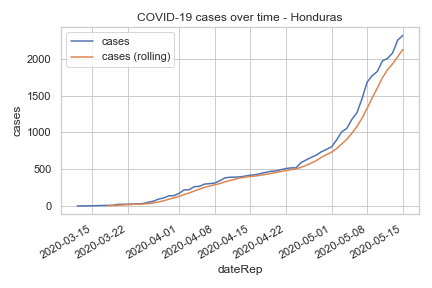 COVID-19 cases over time - Honduras
cases
cases (rolling)
2000
1500
1000
500
0
cases
2020-03-15
2020-03-22
2020-04-01
2020-04-08
2020-04-15
2020-04-22
2020-05-01
2020-05-08
2020-05-15
dateRep